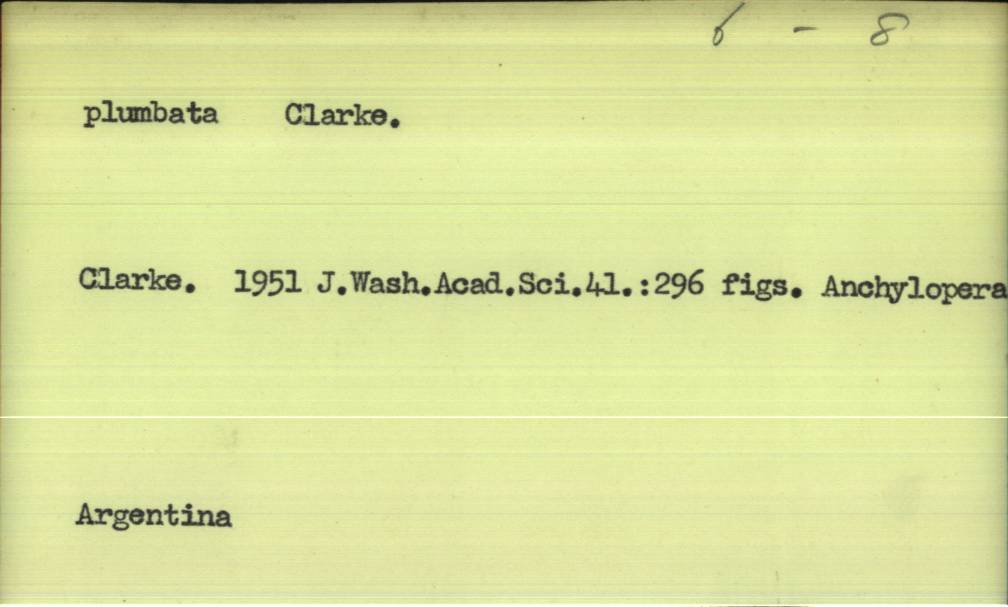 6 - 8
plumbata Clarke.
Clarke. 1951 J.Wash.Acad.Sci.41.:296 figs. Anchylopera
Argentina